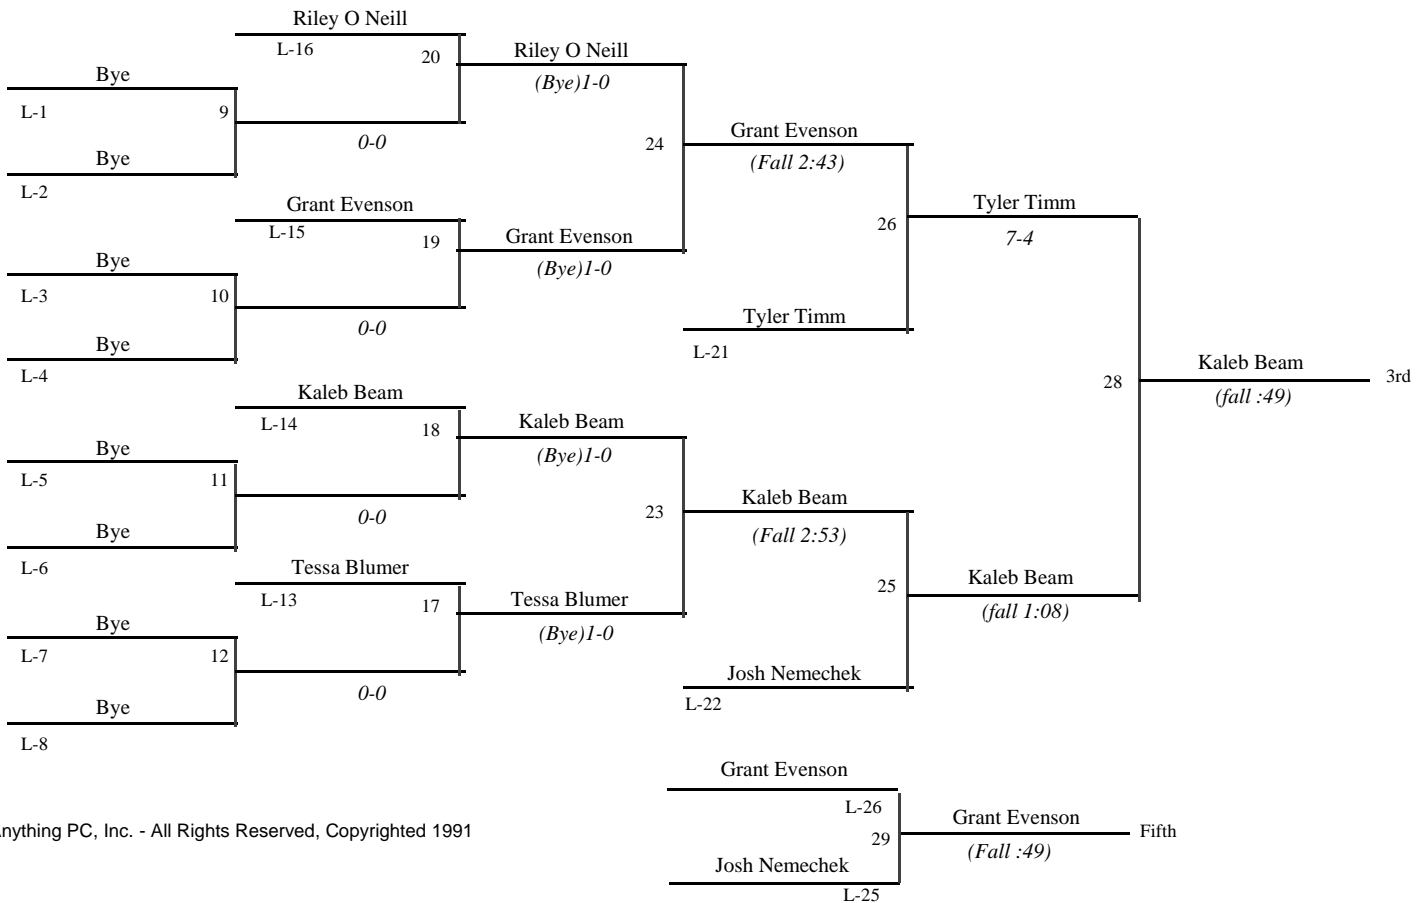 Riley O Neill
L-16
20
Riley O Neill
(Bye)1-0
Bye
L-1
9
0-0
Bye
L-2
24
Grant Evenson
(Fall 2:43)
Grant Evenson
L-15
19
Grant Evenson
(Bye)1-0
Bye
L-3
10
0-0
Bye
L-4
26
Tyler Timm
7-4
Tyler Timm
L-21
Kaleb Beam
L-14
18
Kaleb Beam
(Bye)1-0
Bye
L-5
11
0-0
Bye
L-6
23
Kaleb Beam
(Fall 2:53)
28
Kaleb Beam
(fall :49)
3rd
Tessa Blumer
L-13
17
Tessa Blumer
(Bye)1-0
Bye
L-7
12
0-0
Bye
L-8
25
Kaleb Beam
(fall 1:08)
Josh Nemechek
L-22
Grant Evenson
L-26
29
Grant Evenson
(Fall :49)
Fifth
Josh Nemechek
L-25
nything PC, Inc. - All Rights Reserved, Copyrighted 1991